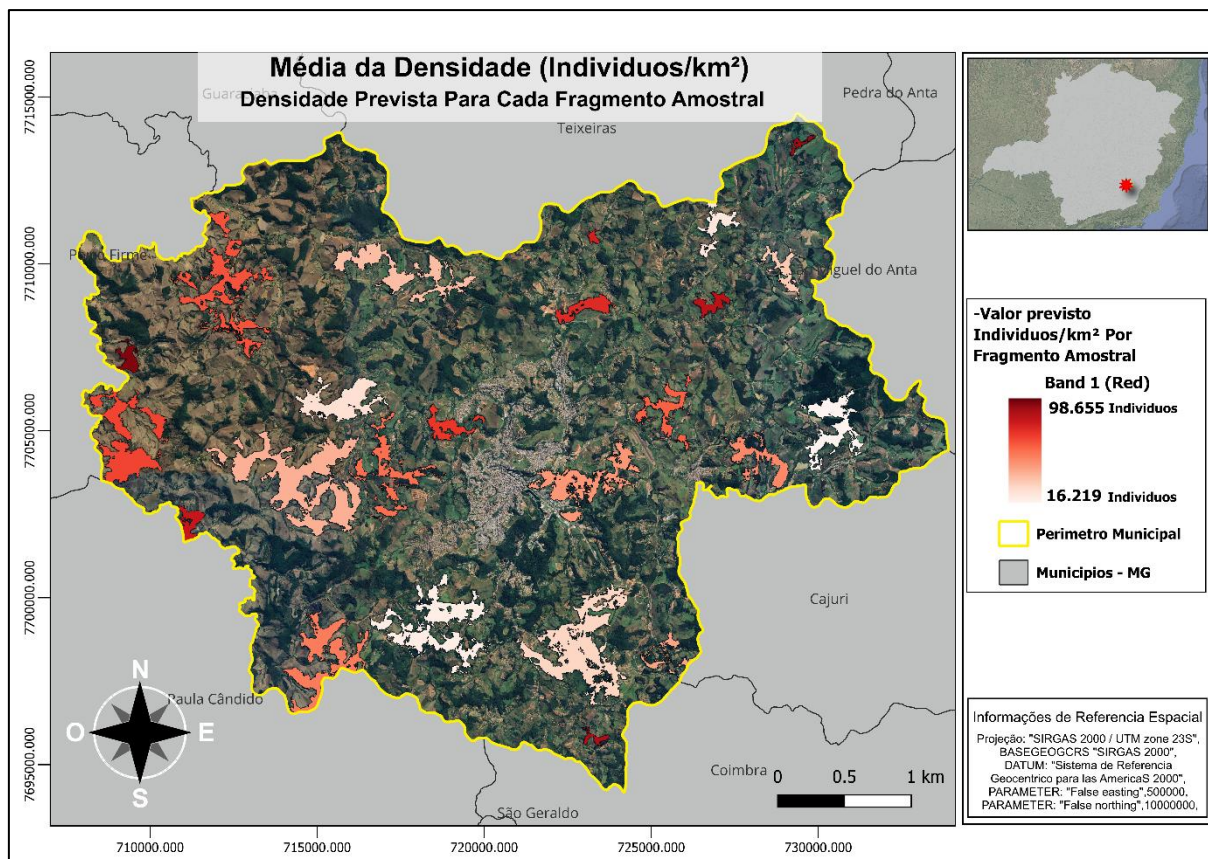 Média da Densidade (Individuos/km²)
Densidade Prevista Para Cada Fragmento Amostral
Pedra do Anta
Teixeiras
Porto Firme
Miguel do Anta
Cajuri
Paula Cândido
Coimbra
São Geraldo
7715000.000
7710000.000
7705000.000
7700000.000
7695000.000
710000.000
715000.000
720000.000
725000.000
730000.000
N
O
E
S
0
0.5
1 km
-Valor previsto
Individuos/km² Por
Fragmento Amostral
Band 1 (Red)
98.655 Individuos
16.219 Individuos
Perimetro Municipal
Municipios - MG
Informações de Referencia Espacial
Projeção: "SIRGAS 2000 / UTM zone 23S",
BASEGEOGCRS "SIRGAS 2000",
DATUM: "Sistema de Referencia
Geocentrico para las AmericaS 2000",
PARAMETER: "False easting",500000,
PARAMETER: "False northing",10000000,